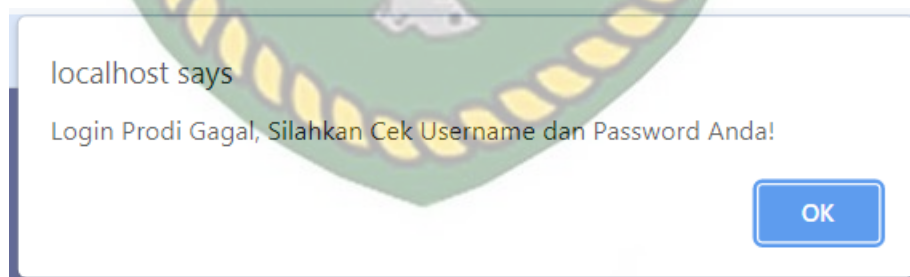 localhost says
Login Prodi Gagal, Silahkan Cek Username dan Password Anda!
OK